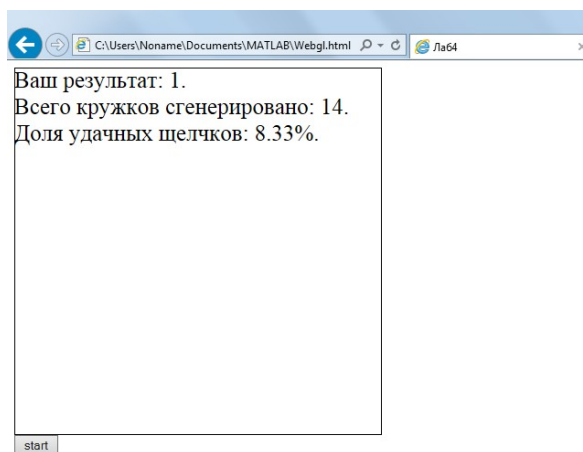 C:\Users\Noname\Documents\MATLAB\Webgl.html
Ла64
Ваш результат: 1.
Всего кружков сгенерировано: 14.
Доля удачных щелчков: 8.33%.
start